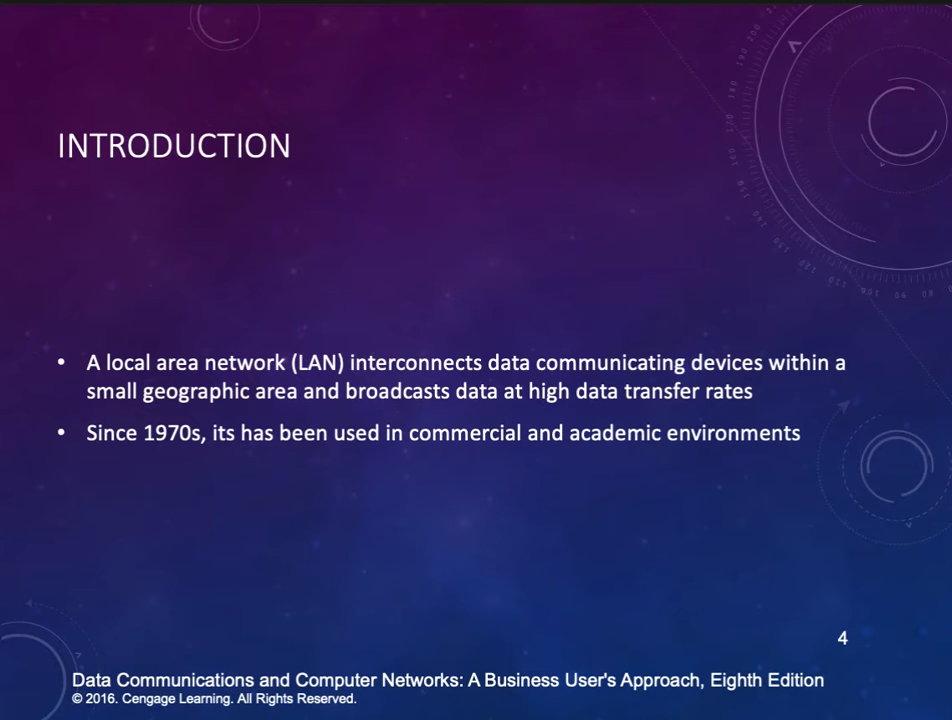 INTRODUCTION
• A local area network (LAN) interconnects data communicating devices within a
small geographic area and broadcasts data at high data transfer rates
• Since 1970s, its has been used in commercial and academic environments
4
Data Communications and Computer Networks: A Business User's Approach, Eighth Edition
© 2016. Cengage Learning. All Rights Reserved.